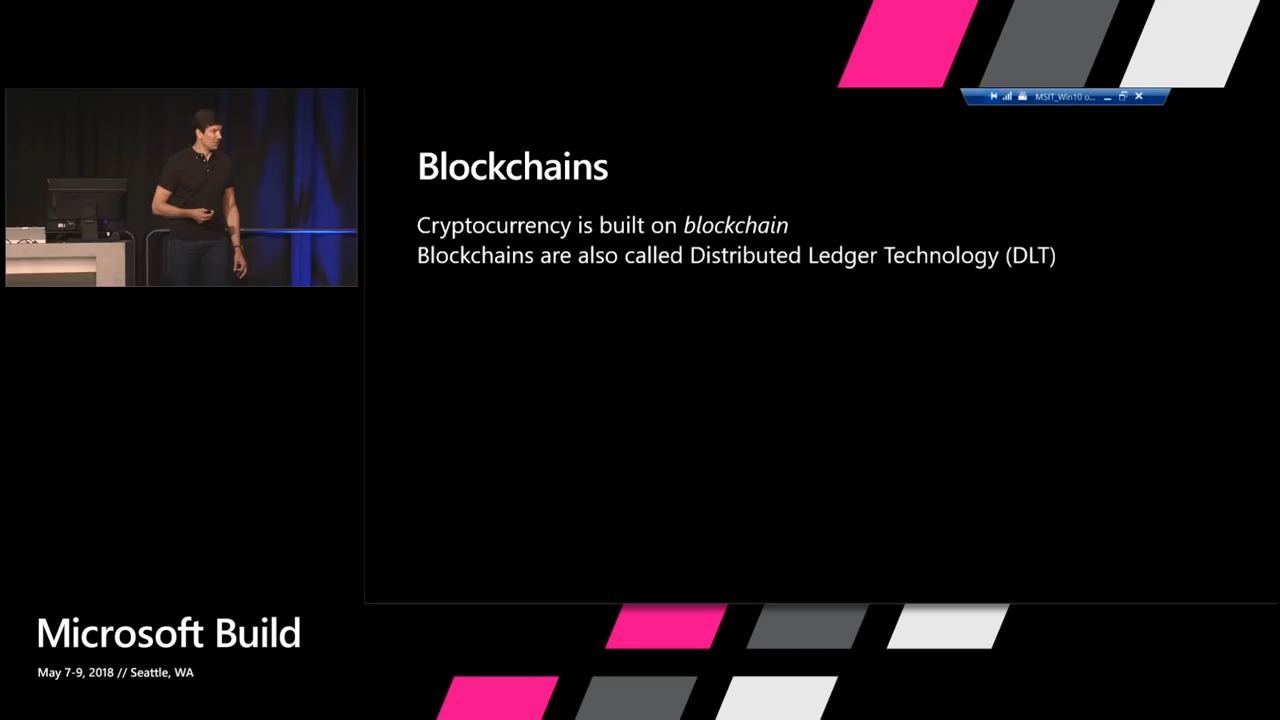 MSIT_Win10 o...
Blockchains
Cryptocurrency is built on blockchain
Blockchains are also called Distributed Ledger Technology (DLT)
Microsoft Build
May 7-9, 2018 // Seattle, WA